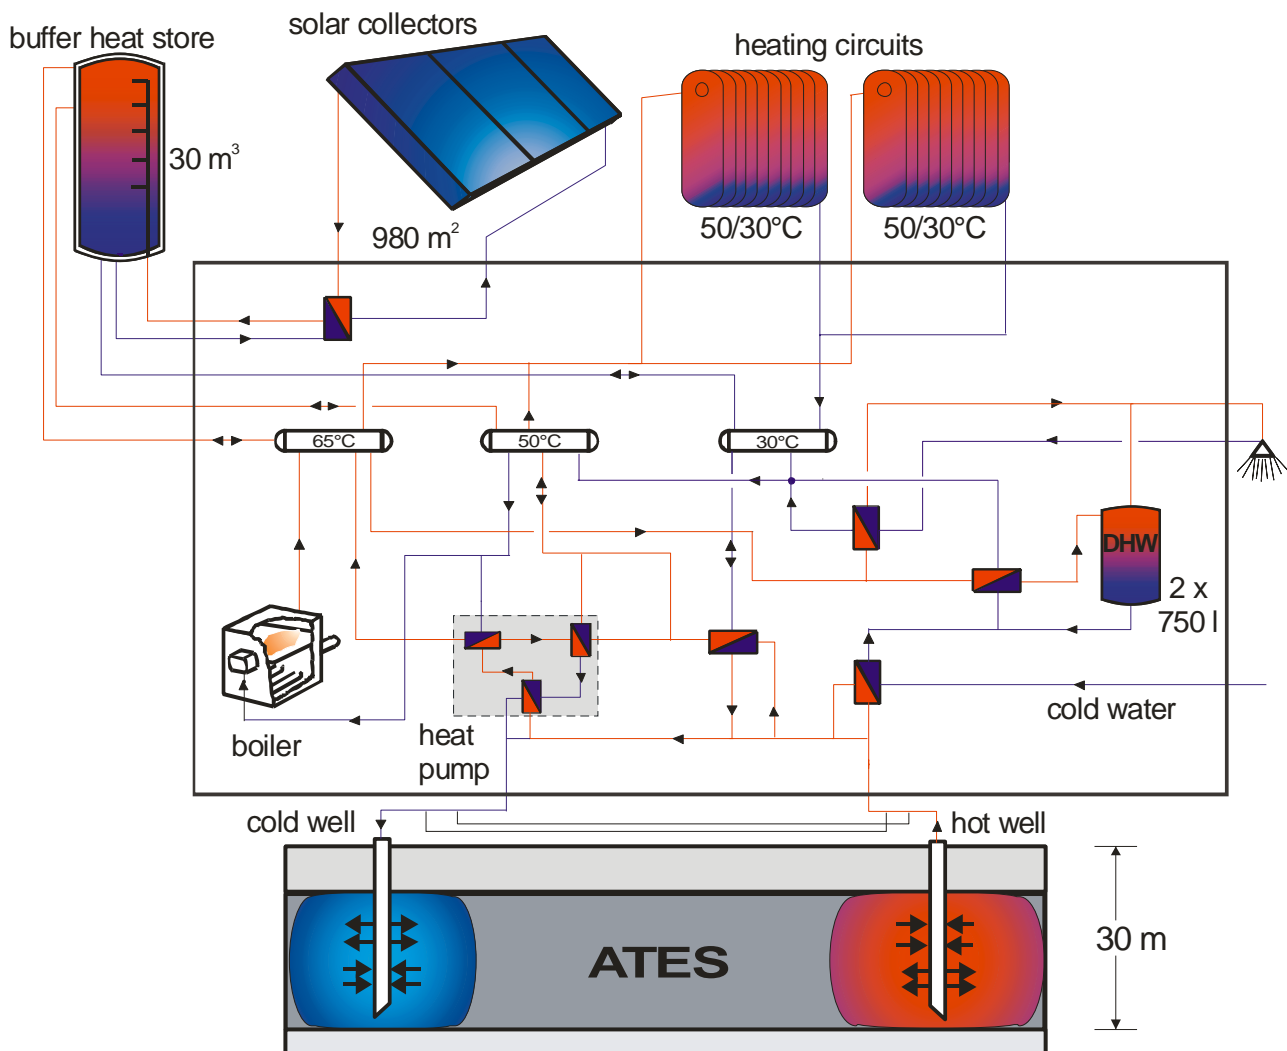 solar collectors
buffer heat store
heating circuits
30 m³
980 m²
50/30°C
50/30°C
65°C
50°C
30°C
DHW
2 x
750 l
cold water
boiler
heat
pump
cold well
hot well
ATES
30 m